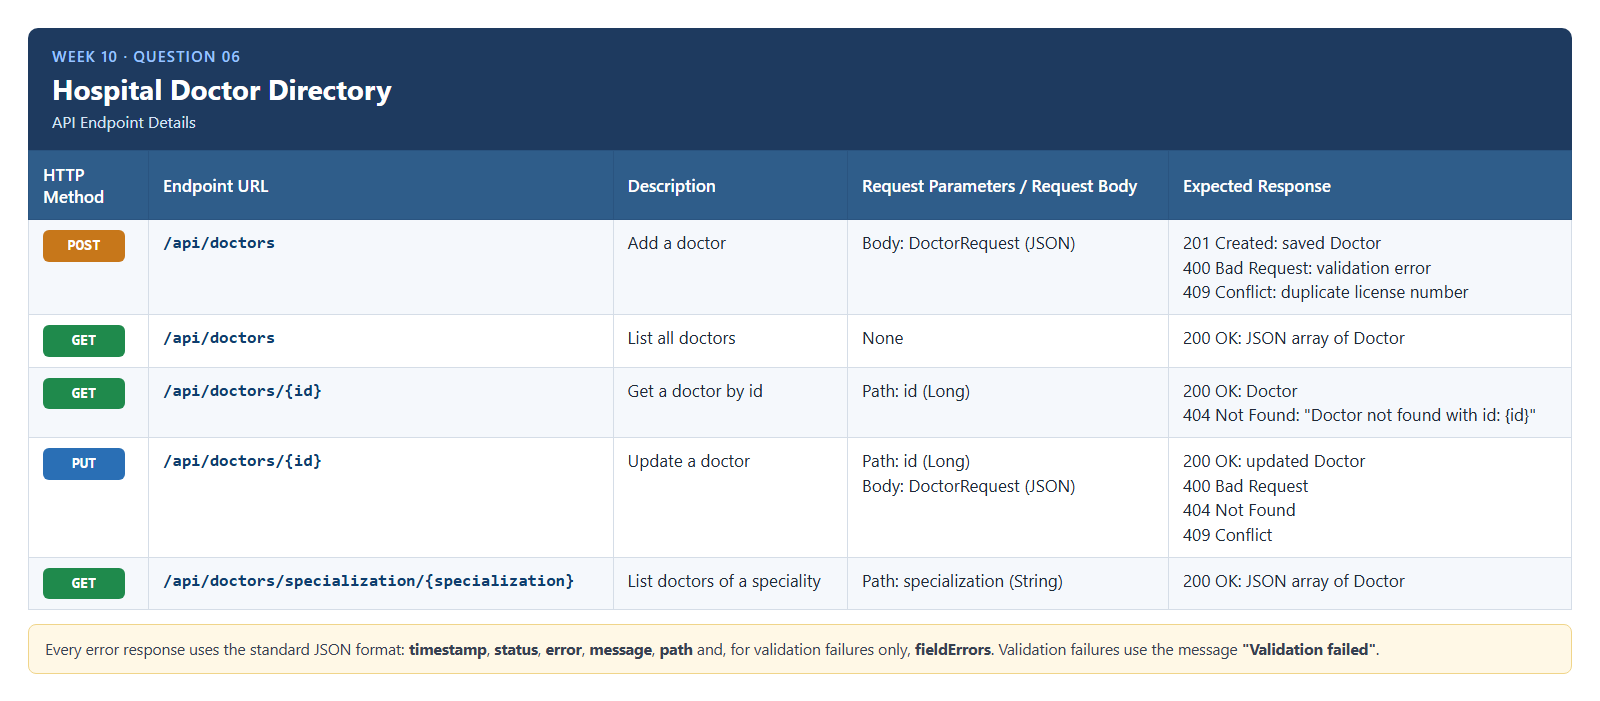 WEEK 10 · QUESTION 06
Hospital Doctor Directory
API Endpoint Details
HTTP Method
Endpoint URL
Description
Request Parameters / Request Body
Expected Response
POST
/api/doctors
Add a doctor
Body: DoctorRequest (JSON)
201 Created: saved Doctor
400 Bad Request: validation error
409 Conflict: duplicate license number
GET
/api/doctors
List all doctors
None
200 OK: JSON array of Doctor
GET
/api/doctors/{id}
Get a doctor by id
Path: id (Long)
200 OK: Doctor
404 Not Found: "Doctor not found with id: {id}"
PUT
/api/doctors/{id}
Update a doctor
Path: id (Long)
Body: DoctorRequest (JSON)
200 OK: updated Doctor
400 Bad Request
404 Not Found
409 Conflict
GET
/api/doctors/specialization/{specialization}
List doctors of a speciality
Path: specialization (String)
200 OK: JSON array of Doctor
Every error response uses the standard JSON format: timestamp, status, error, message, path and, for validation failures only, fieldErrors. Validation failures use the message "Validation failed".